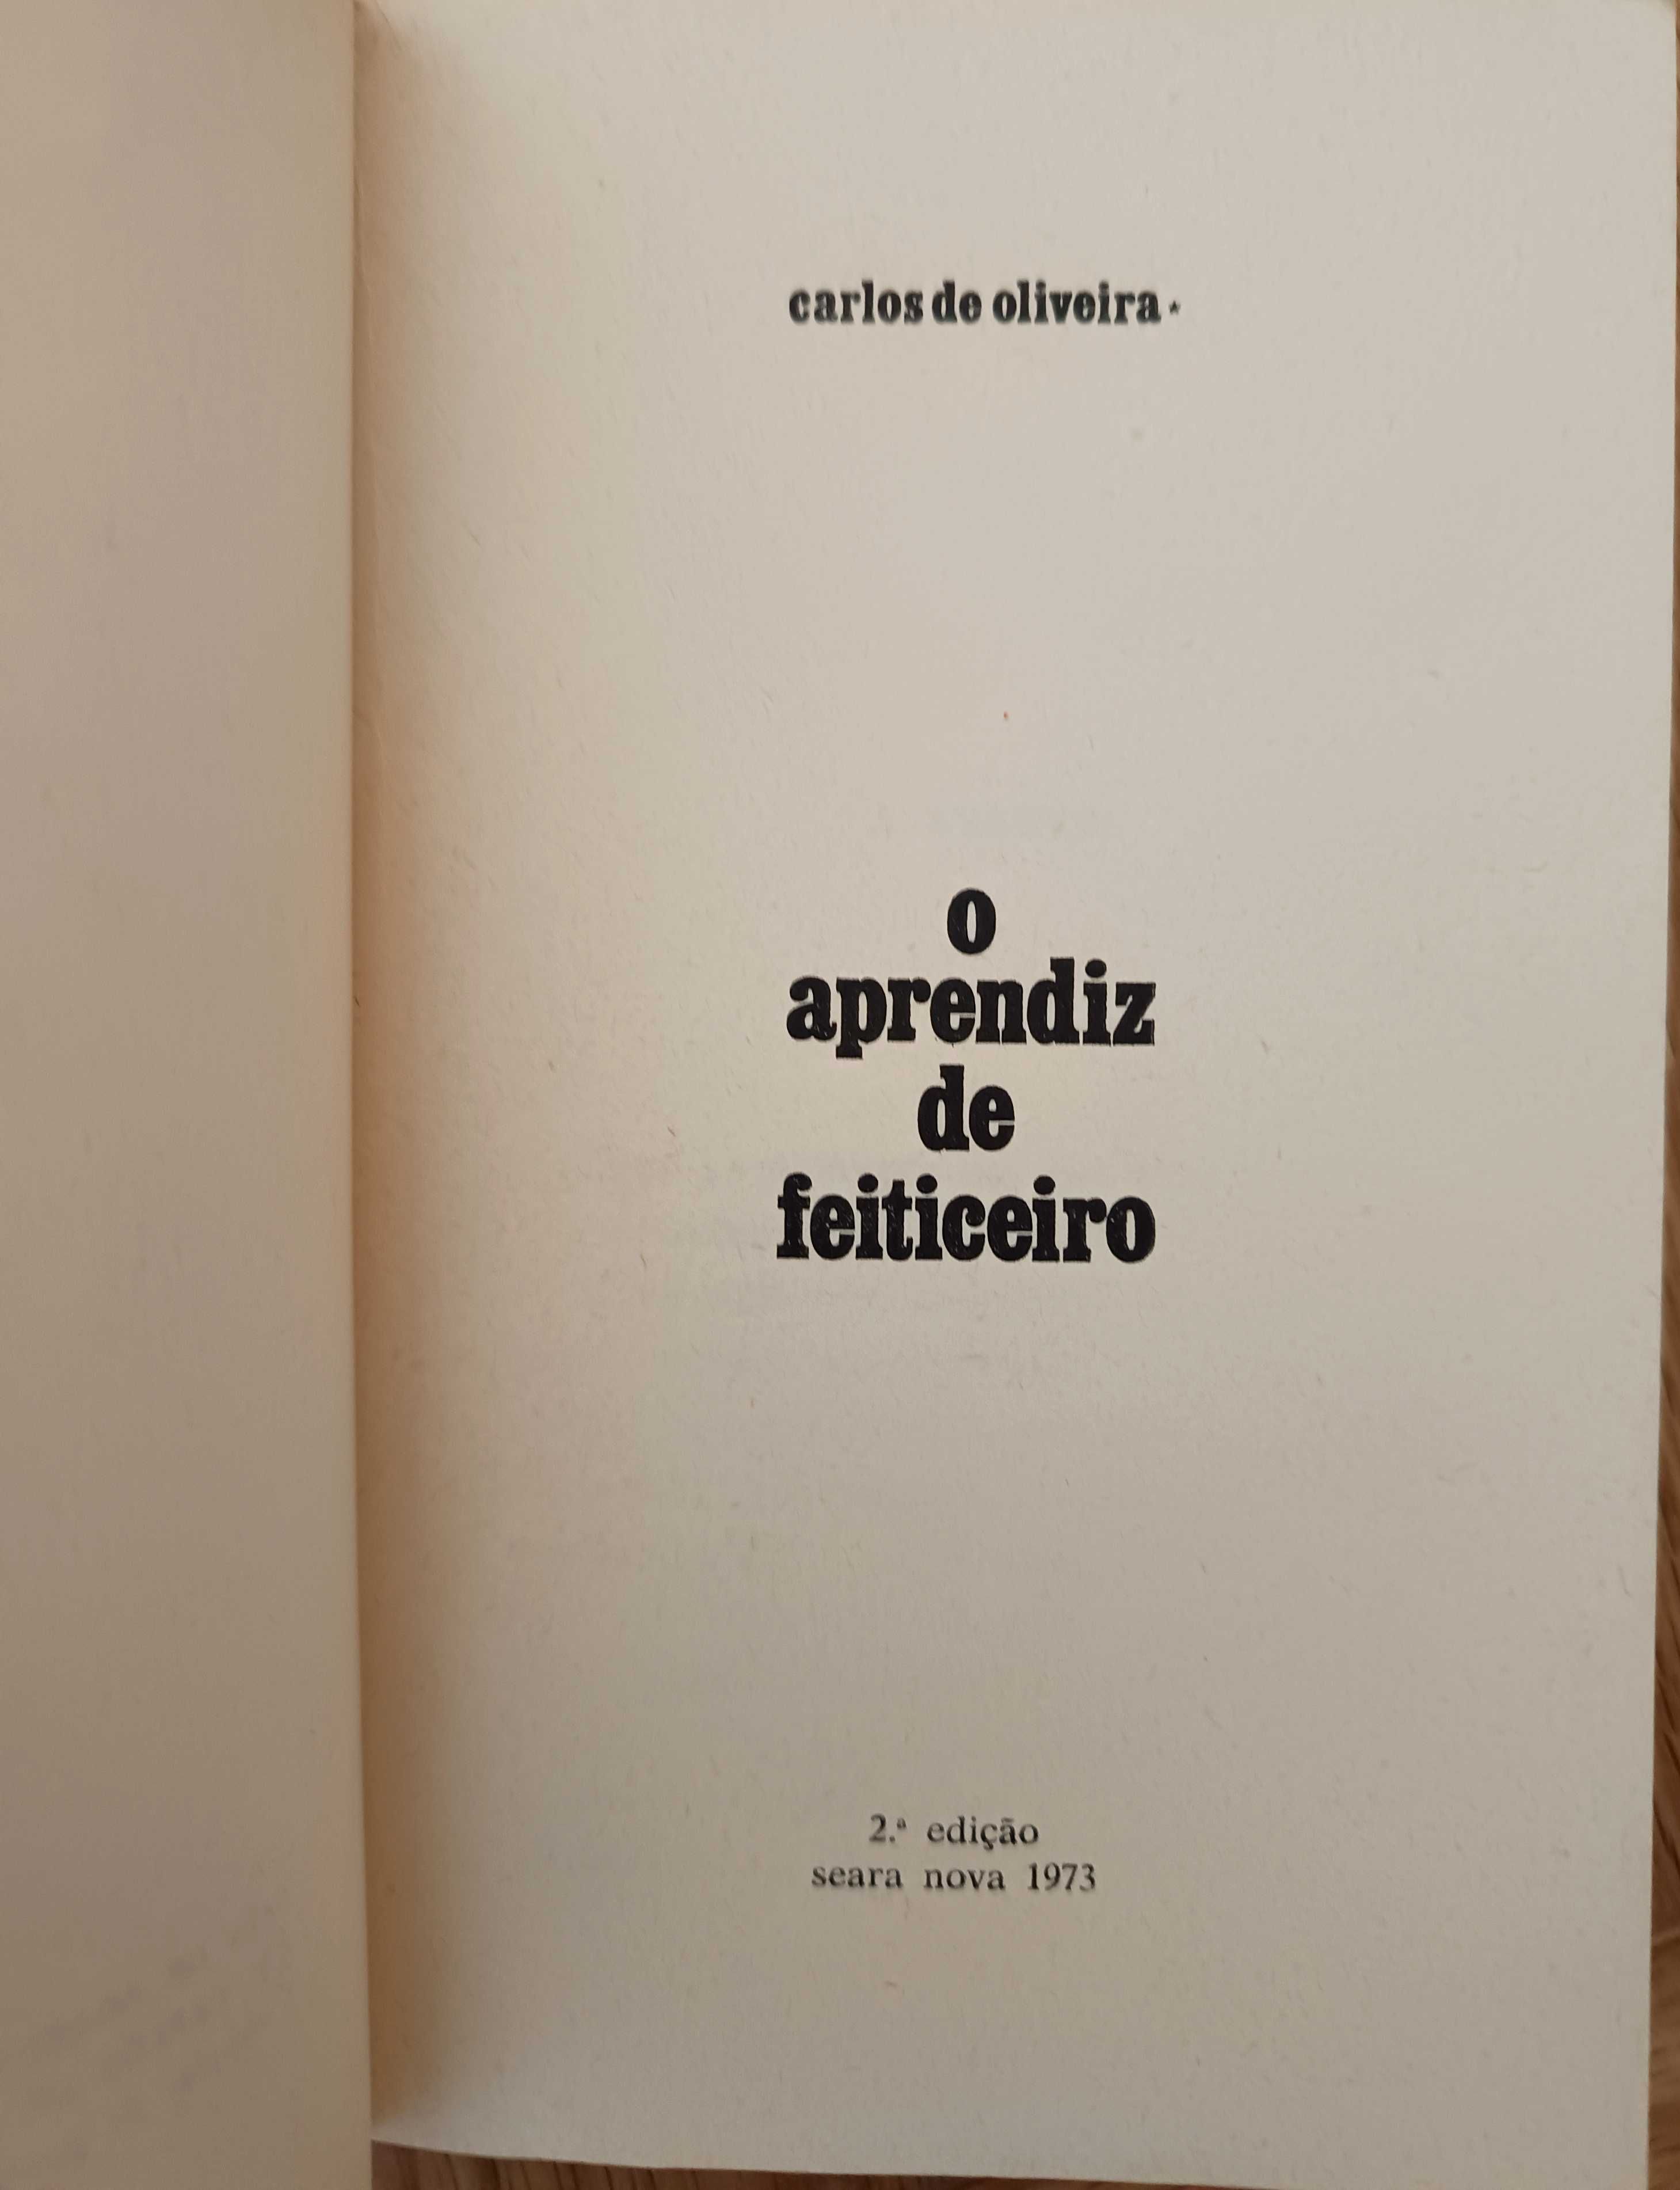 carlos de oliveira *
o
aprendiz
de
feiticeiro
2.ª edição
seara nova 1973